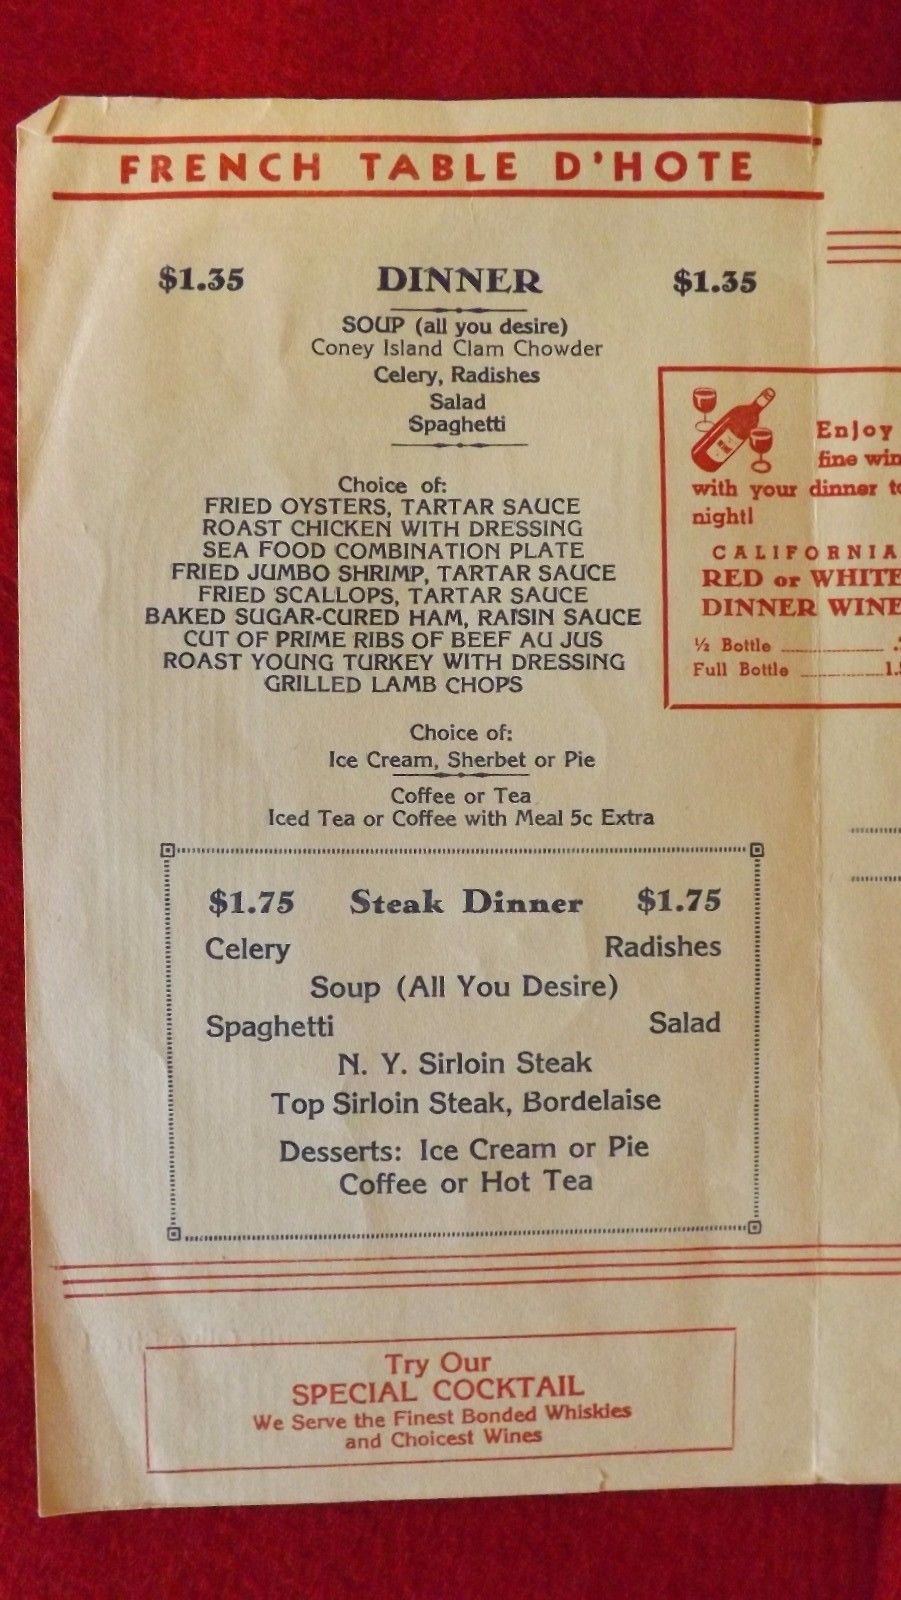 FRENCH TABLE D'HOTE
$1.35 DINNER $1.35
SOUP (all you desire)
Coney Island Clam Chowder
Celery, Radishes
Salad
Spaghetti
Choice of:
FRIED OYSTERS, TARTAR SAUCE
ROAST CHICKEN WITH DRESSING
SEA FOOD COMBINATION PLATE
FRIED JUMBO SHRIMP, TARTAR SAUCE
FRIED SCALLOPS, TARTAR SAUCE
BAKED SUGAR-CURED HAM, RAISIN SAUCE
CUT OF PRIME RIBS OF BEEF AU JUS
ROAST YOUNG TURKEY WITH DRESSING
GRILLED LAMB CHOPS
Choice of:
Ice Cream, Sherbet or Pie
Coffee or Tea
Iced Tea or Coffee with Meal 5c Extra
$1.75 Steak Dinner $1.75
Celery Radishes
Soup (All You Desire)
Spaghetti Salad
N. Y. Sirloin Steak
Top Sirloin Steak, Bordelaise
Desserts: Ice Cream or Pie
Coffee or Hot Tea
Try Our
SPECIAL COCKTAIL
We Serve the Finest Bonded Whiskies
and Choicest Wines
Enjoy
fine
with your dinner
night!
CALIFORNIA
RED or WHITE
DINNER WINE
½ Bottle
Full Bottle